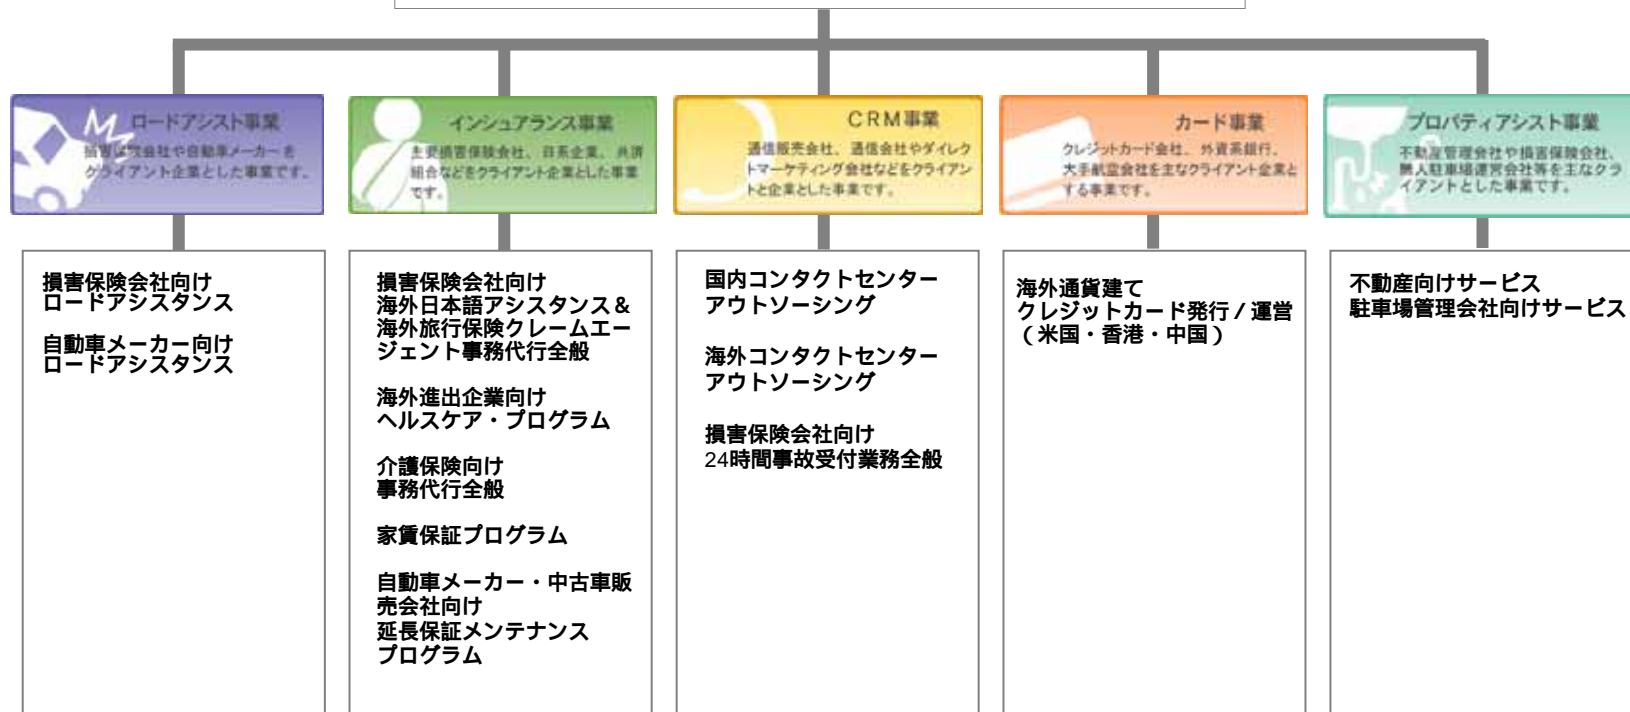 ロードアシスト事業
損害保険会社や自動車メーカーを
クライアント企業とした事業です。
損害保険会社向け
ロードアシスタンス
自動車メーカー向け
ロードアシスタンス
インシュアランス事業
主要損害保険会社、日系企業、共済
組合などをクライアント企業とした事業
です。
損害保険会社向け
海外日本語アシスタンス＆
海外旅行保険クレームエー
ジェント事務代行全般
海外進出企業向け
ヘルスケア・プログラム
介護保険向け
事務代行全般
家賃保証プログラム
自動車メーカー・中古車販
売会社向け
延長保証メンテナンス
プログラム
CRM事業
通信販売会社、通信会社やダイレク
トマーケティング会社などをクライアン
トと企業とした事業です。
国内コンタクトセンター
アウトソーシング
海外コンタクトセンター
アウトソーシング
損害保険会社向け
24時間事故受付業務全般
カード事業
クレジットカード会社、外資系銀行、
大手航空会社を主なクライアント企業と
する事業です。
海外通貨建て
クレジットカード発行／運営
（米国・香港・中国）
プロパティアシスト事業
不動産管理会社や損害保険会社、
無人駐車場運営会社等を主なクラ
イアントとした事業です。
不動産向けサービス
駐車場管理会社向けサービス